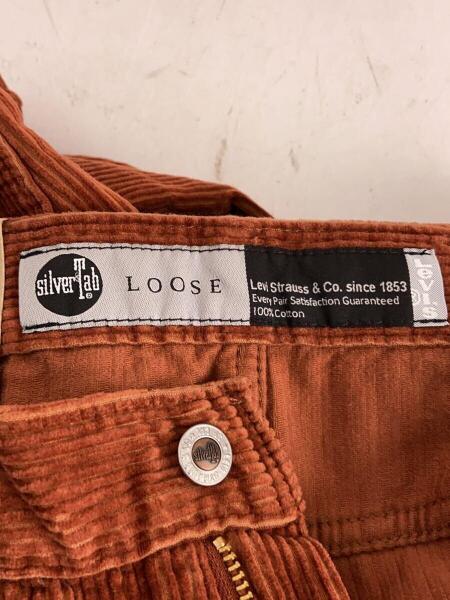 silverTab®
LOOSE
Levi Strauss & Co. since 1853
Every Pair Satisfaction Guaranteed
100% Cotton
LeVI,S